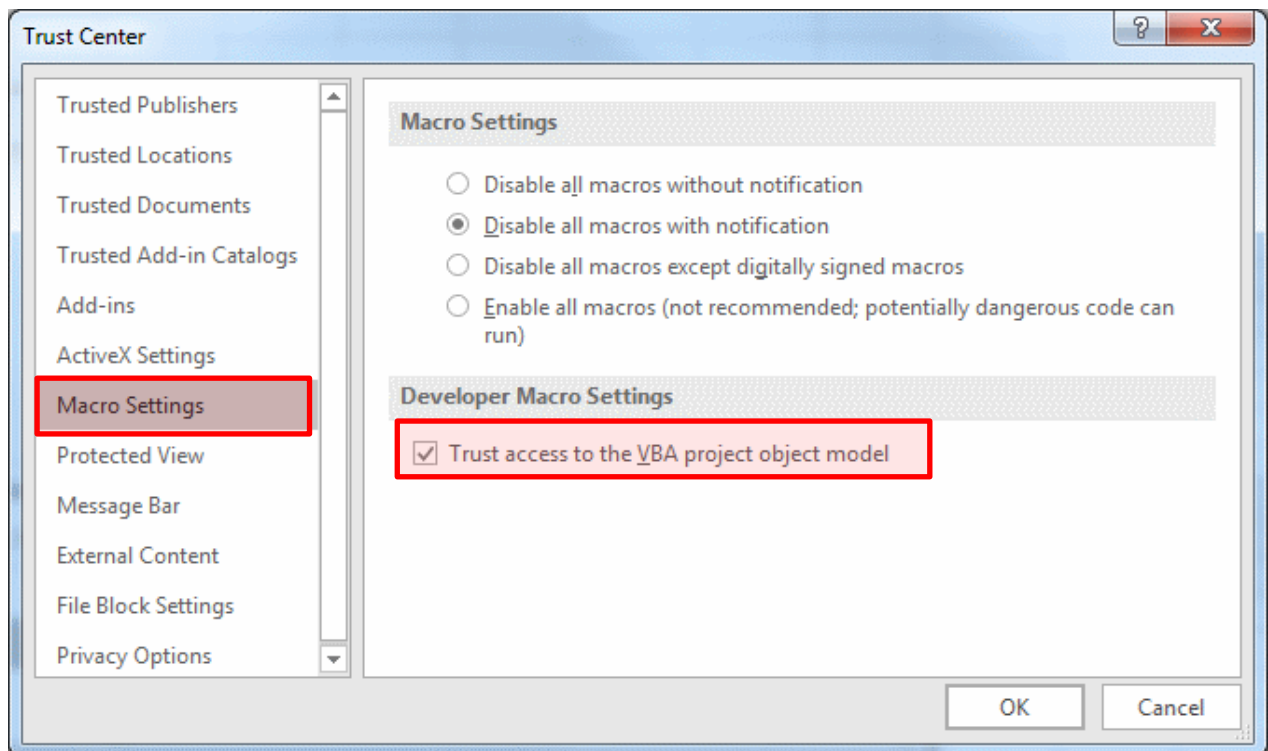 Trust Center
Trusted Publishers
Trusted Locations
Trusted Documents
Trusted Add-in Catalogs
Add-ins
ActiveX Settings
Macro Settings
Protected View
Message Bar
External Content
File Block Settings
Privacy Options
Macro Settings
Disable all macros without notification
Disable all macros with notification
Disable all macros except digitally signed macros
Enable all macros (not recommended; potentially dangerous code can
run)
Developer Macro Settings
Trust access to the VBA project object model
OK
Cancel